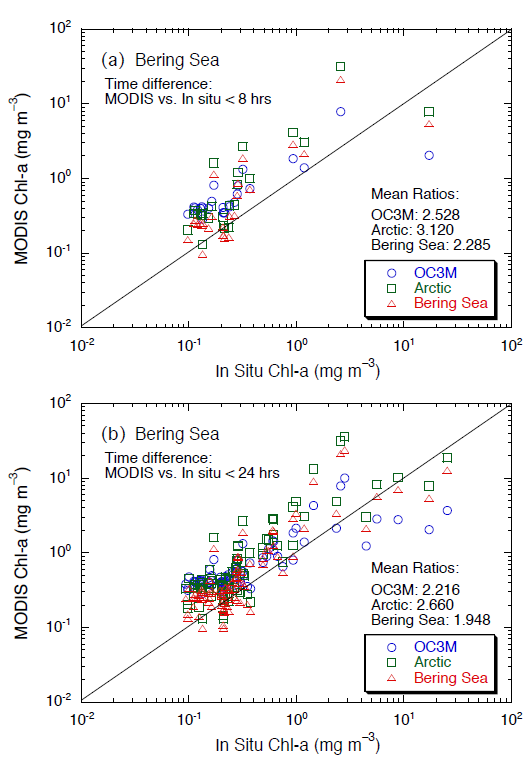 10²
10¹
10⁰
10⁻¹
10⁻²
MODIS Chl-a (mg m⁻³)
(a) Bering Sea
Time difference:
MODIS vs. In situ < 8 hrs
Mean Ratios:
OC3M: 2.528
Arctic: 3.120
Bering Sea: 2.285
OC3M
Arctic
Bering Sea
10⁻² 10⁻¹ 10⁰ 10¹ 10²
In Situ Chl-a (mg m⁻³)
10²
10¹
10⁰
10⁻¹
10⁻²
MODIS Chl-a (mg m⁻³)
(b) Bering Sea
Time difference:
MODIS vs. In situ < 24 hrs
Mean Ratios:
OC3M: 2.216
Arctic: 2.660
Bering Sea: 1.948
OC3M
Arctic
Bering Sea
10⁻² 10⁻¹ 10⁰ 10¹ 10²
In Situ Chl-a (mg m⁻³)